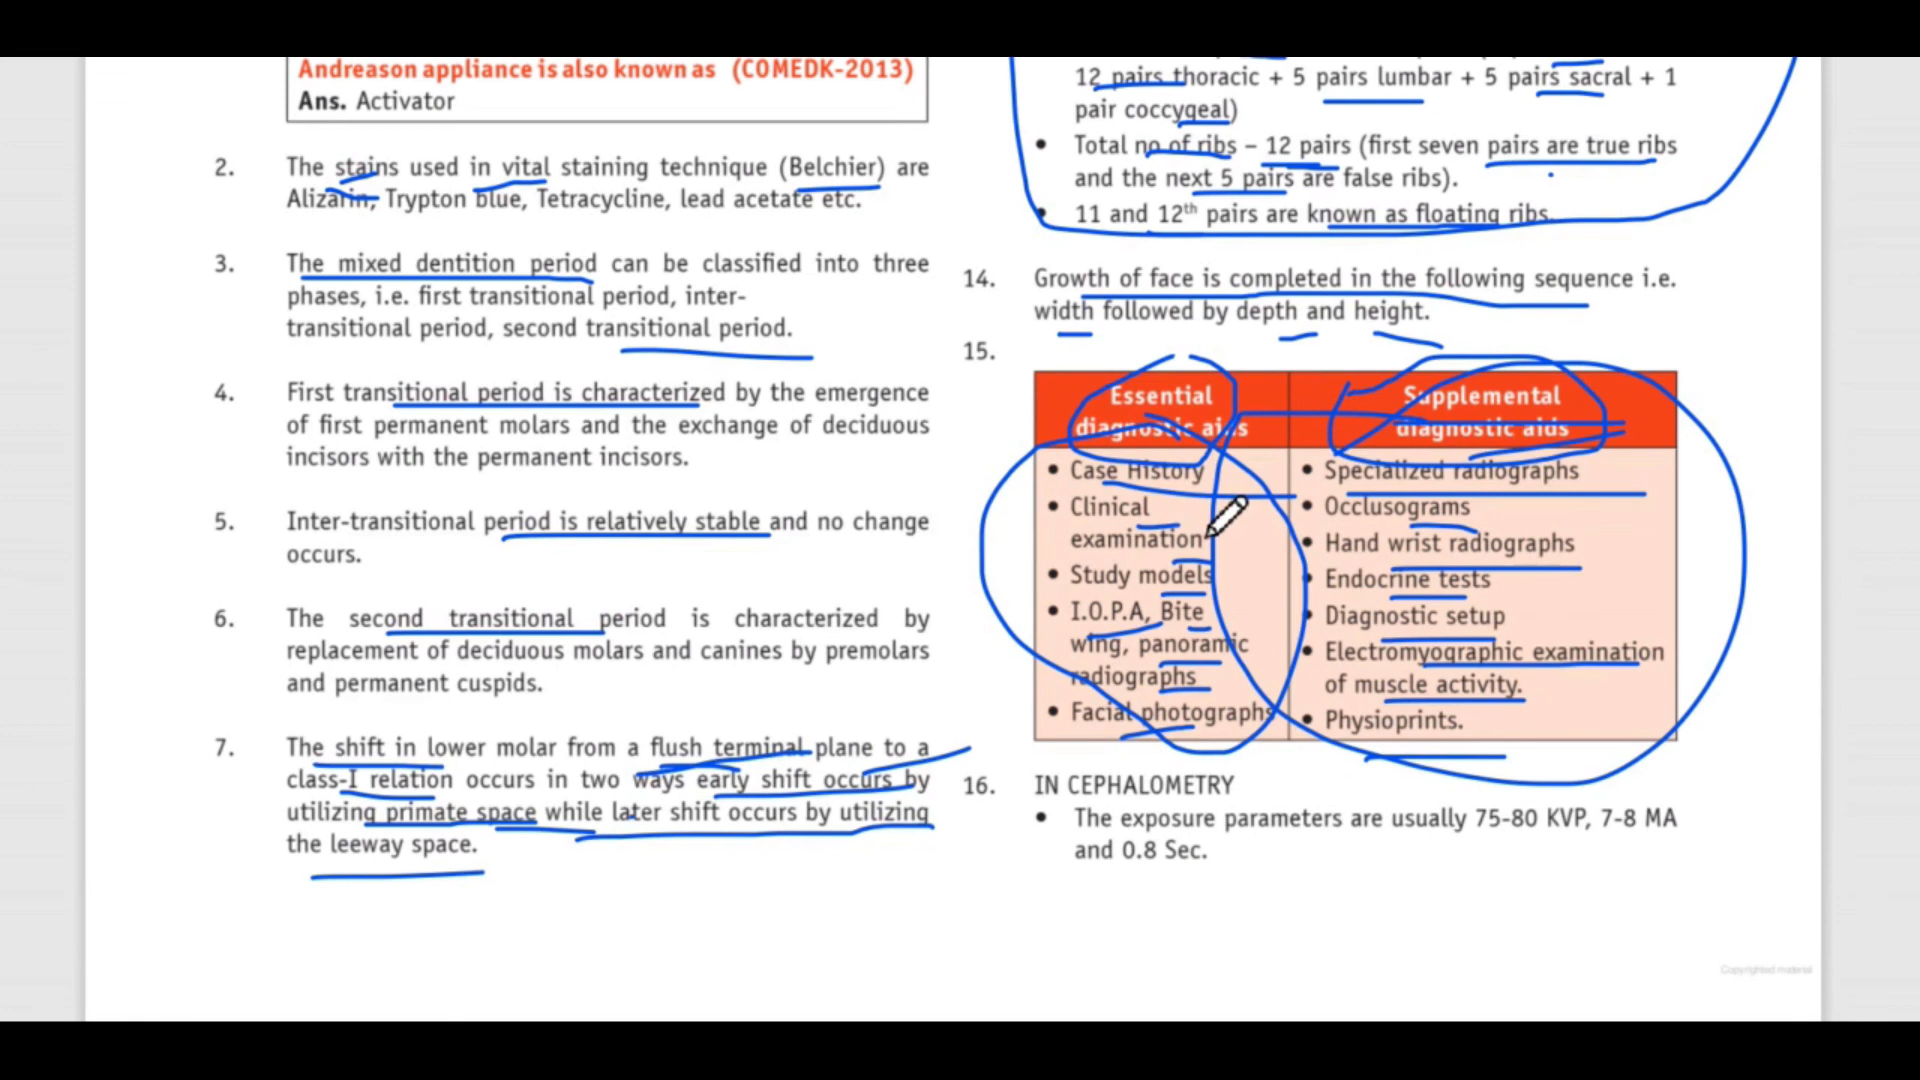 Andreason appliance is also known as (COMEDK-2013)
Ans. Activator
2. The stains used in vital staining technique (Belchier) are
Alizarin, Trypton blue, Tetracycline, lead acetate etc.
3. The mixed dentition period can be classified into three
phases, i.e. first transitional period, inter-
transitional period, second transitional period.
4. First transitional period is characterized by the emergence
of first permanent molars and the exchange of deciduous
incisors with the permanent incisors.
5. Inter-transitional period is relatively stable and no change
occurs.
6. The second transitional period is characterized by
replacement of deciduous molars and canines by premolars
and permanent cuspids.
7. The shift in lower molar from a flush terminal plane to a
class-I relation occurs in two ways early shift occurs by
utilizing primate space while later shift occurs by utilizing
the leeway space.
12 pairs thoracic + 5 pairs lumbar + 5 pairs sacral + 1
pair coccygeal)
• Total no of ribs – 12 pairs (first seven pairs are true ribs
and the next 5 pairs are false ribs).
• 11 and 12th pairs are known as floating ribs.
14. Growth of face is completed in the following sequence i.e.
width followed by depth and height.
15.
Essential
diagnostic aids
• Case History
• Clinical
examination
• Study models
• I.O.P.A, Bite
wing, panoramic
radiographs
• Facial photographs
Supplemental
diagnostic aids
• Specialized radiographs
• Occlusograms
• Hand wrist radiographs
• Endocrine tests
• Diagnostic setup
• Electromyographic examination
of muscle activity.
• Physioprints.
16. IN CEPHALOMETRY
• The exposure parameters are usually 75-80 KVP, 7-8 MA
and 0.8 Sec.
Copyrighted material